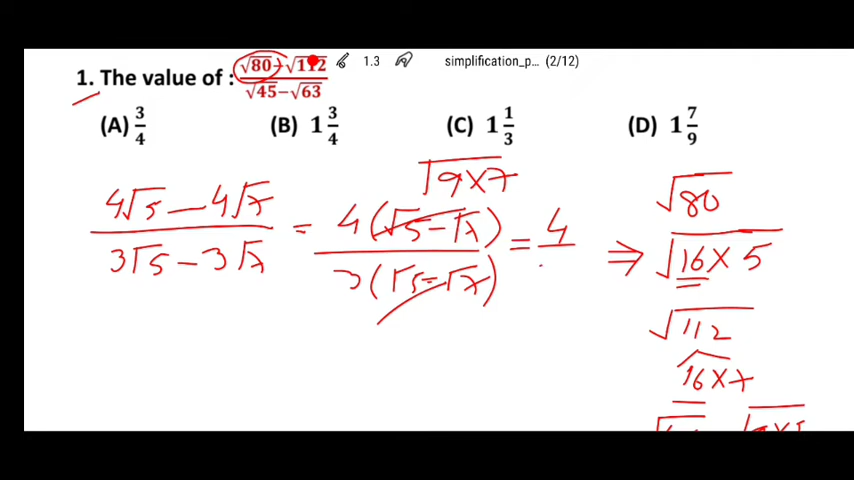 simplification_p... (2/12)
1.3
1. The value of : (√80−√112)/(√45−√63)
(A) 3/4 (B) 1 3/4 (C) 1 1/3 (D) 1 7/9
√9×7
(4√5−4√7)/(3√5−3√7) = 4(√5−√7)/3(√5−√7) = 4
√80
⇒ √16×5
√112
16×7